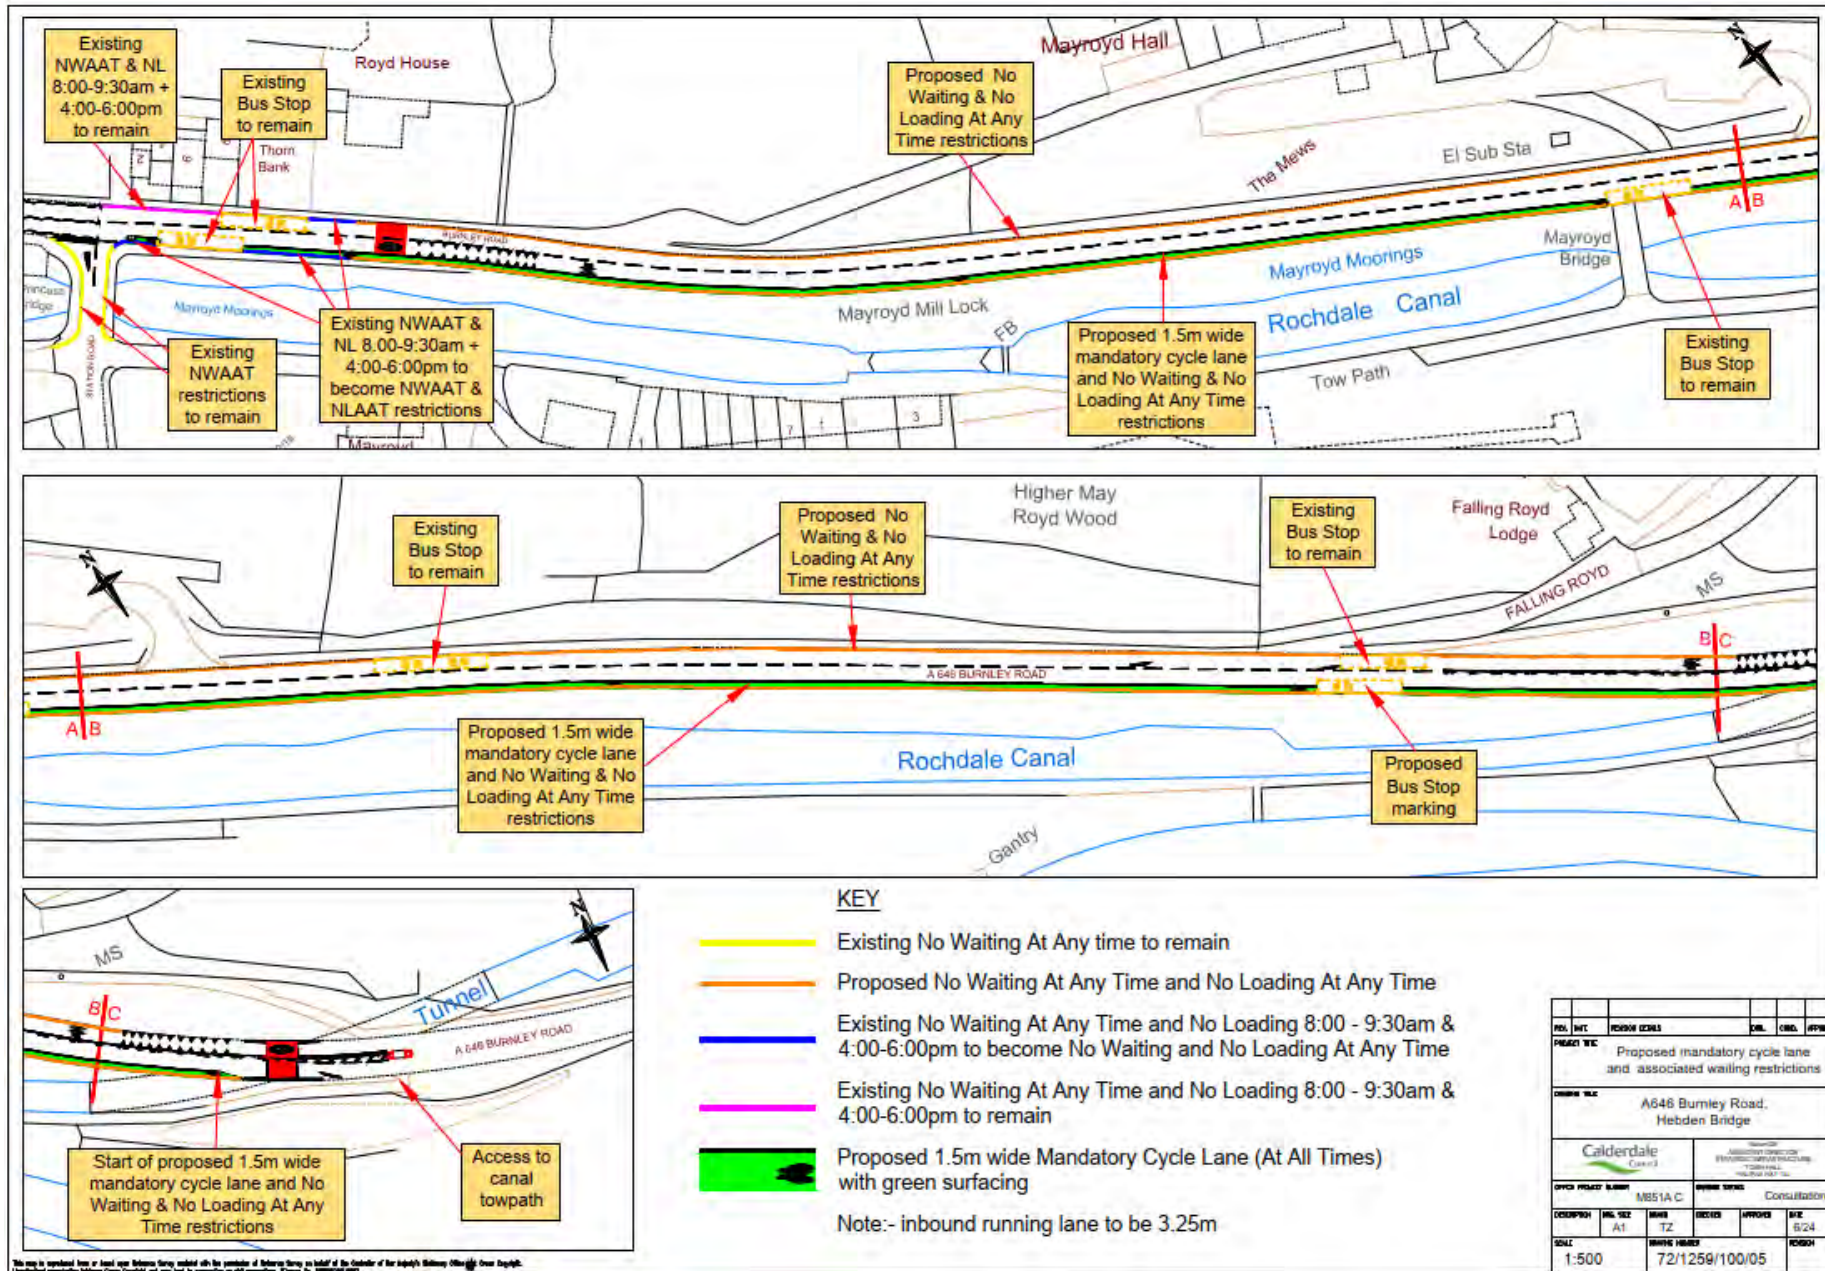 Existing
NWAAT & NL
8:00-9:30am +
4:00-6:00pm
to remain
Existing
Bus Stop
to remain
Royd House
Thorn
Bank
Proposed No
Waiting & No
Loading At Any
Time restrictions
Mayroyd Hall
The Mews
El Sub Sta
N
A B
BURNLEY ROAD
Mayroyd Moorings
STATION ROAD
Existing
NWAAT
restrictions
to remain
Existing NWAAT &
NL 8.00-9:30am +
4:00-6:00pm to
become NWAAT &
NLAAT restrictions
Mayroyd
Mayroyd Mill Lock
FB
7
1
3
Proposed 1.5m wide
mandatory cycle lane
and No Waiting & No
Loading At Any Time
restrictions
Mayroyd Moorings
Rochdale Canal
Tow Path
Mayroyd
Bridge
Existing
Bus Stop
to remain
N
A B
Existing
Bus Stop
to remain
Higher May
Royd Wood
Proposed No
Waiting & No
Loading At Any
Time restrictions
Existing
Bus Stop
to remain
Falling Royd
Lodge
FALLING ROYD
MS
B C
A 646 BURNLEY ROAD
Proposed 1.5m wide
mandatory cycle lane
and No Waiting & No
Loading At Any Time
restrictions
Rochdale Canal
Gantry
Proposed
Bus Stop
marking
MS
B C
N
Tunnel
A 646 BURNLEY ROAD
Start of proposed 1.5m wide
mandatory cycle lane and No
Waiting & No Loading At Any
Time restrictions
Access to
canal
towpath
KEY
Existing No Waiting At Any time to remain
Proposed No Waiting At Any Time and No Loading At Any Time
Existing No Waiting At Any Time and No Loading 8:00 - 9:30am &
4:00-6:00pm to become No Waiting and No Loading At Any Time
Existing No Waiting At Any Time and No Loading 8:00 - 9:30am &
4:00-6:00pm to remain
Proposed 1.5m wide Mandatory Cycle Lane (At All Times)
with green surfacing
Note:- inbound running lane to be 3.25m
Proposed mandatory cycle lane
and associated waiting restrictions
A646 Burnley Road,
Hebden Bridge
Calderdale
Council
M851A C
Consultation
A1
TZ
6/24
SCALE
1:500
72/1259/100/05